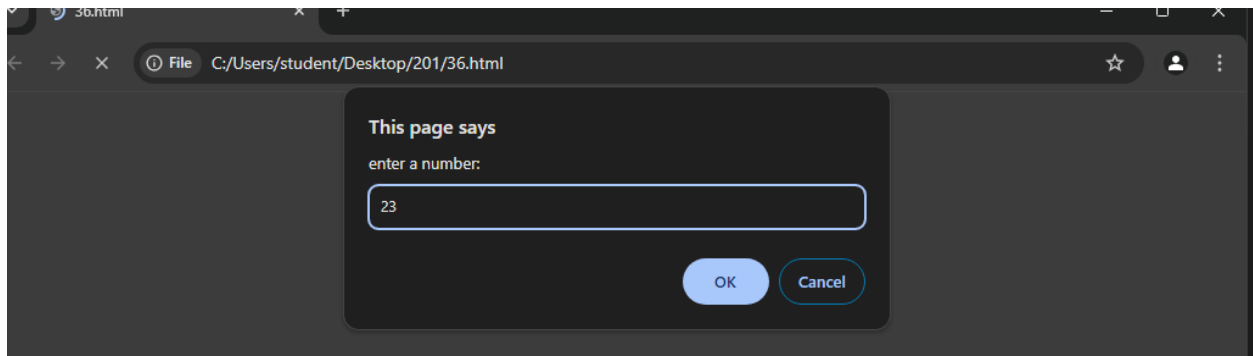 36.html
File C:/Users/student/Desktop/201/36.html
This page says
enter a number:
23
OK Cancel